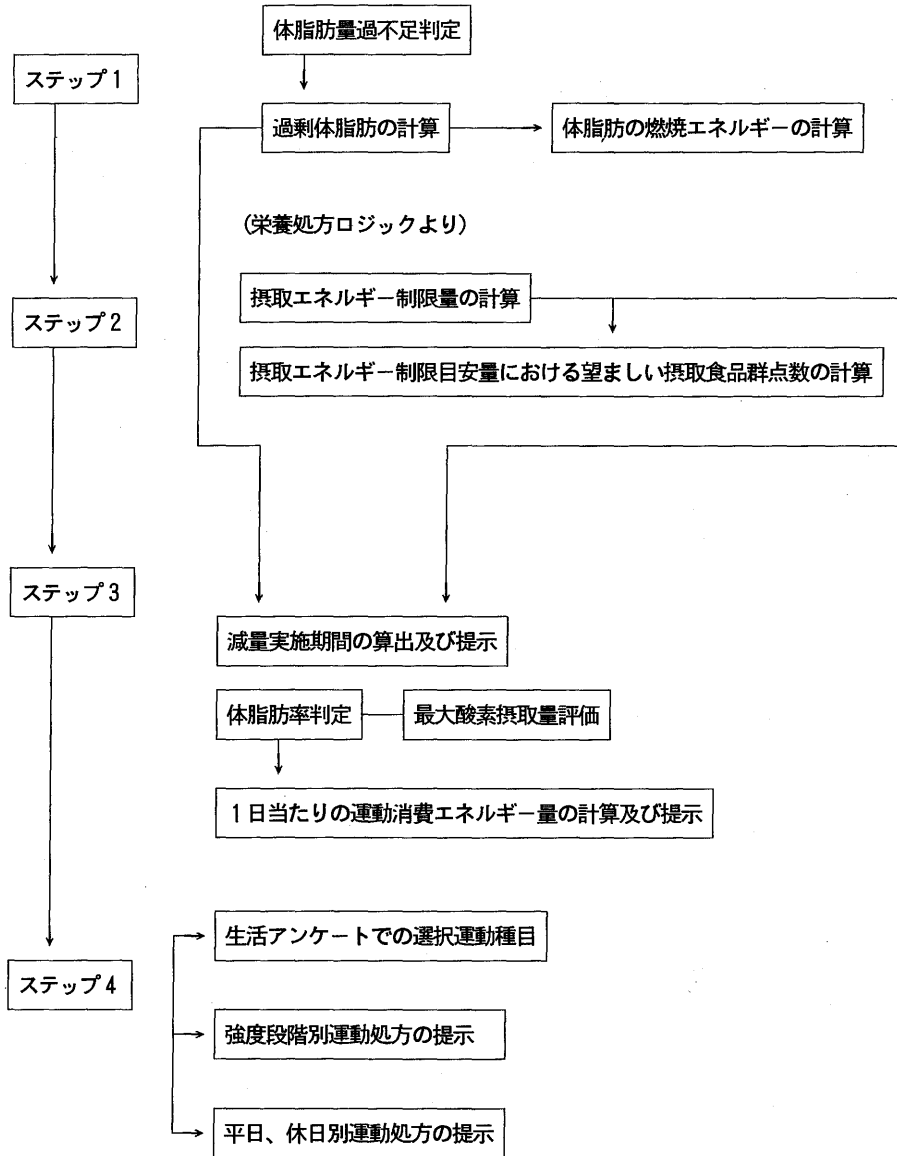 体脂肪量過不足判定
ステップ1
過剰体脂肪の計算
体脂肪の燃焼エネルギーの計算
(栄養処方ロジックより)
摂取エネルギー制限量の計算
ステップ2
摂取エネルギー制限目安量における望ましい摂取食品群点数の計算
ステップ3
減量実施期間の算出及び提示
体脂肪率判定
最大酸素摂取量評価
1日当たりの運動消費エネルギー量の計算及び提示
生活アンケートでの選択運動種目
ステップ4
強度段階別運動処方の提示
平日、休日別運動処方の提示